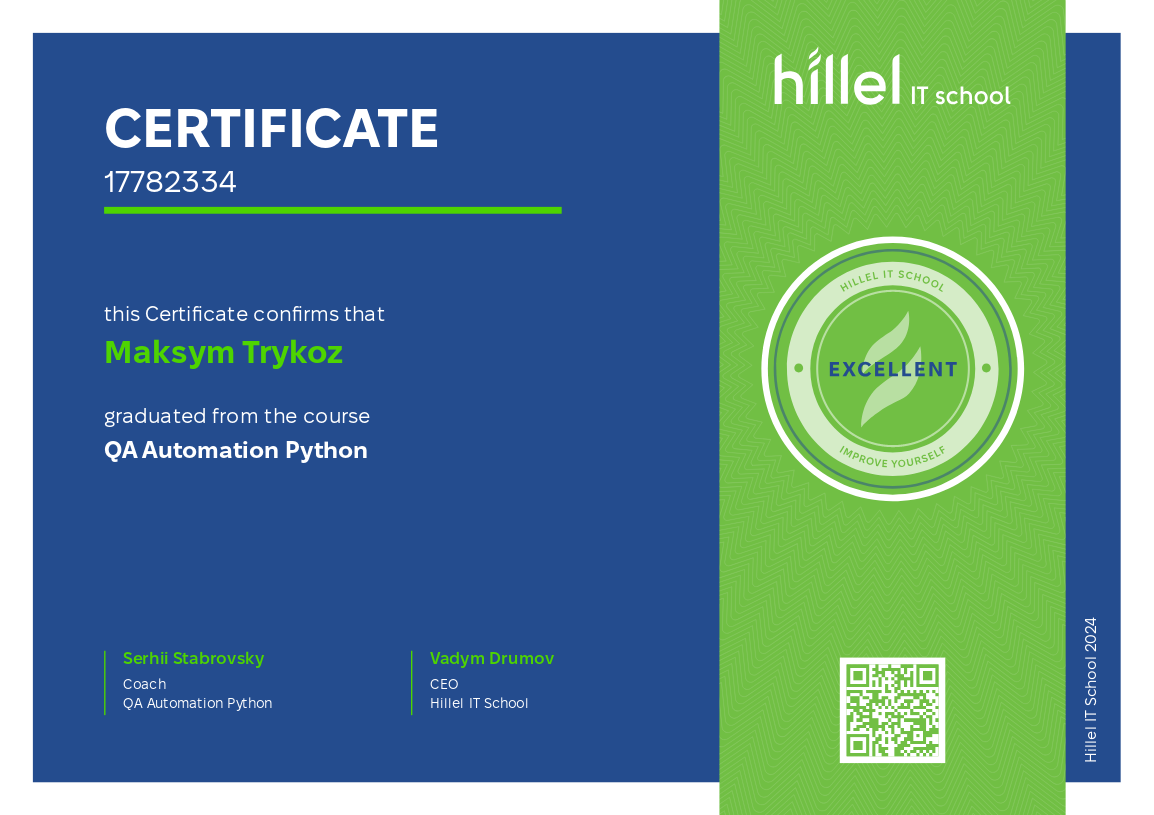 CERTIFICATE
17782334
this Certificate confirms that
Maksym Trykoz
graduated from the course
QA Automation Python
Serhii Stabrovsky
Coach
QA Automation Python
Vadym Drumov
CEO
Hillel IT School
hillel IT school
HILLEL IT SCHOOL
EXCELLENT
IMPROVE YOURSELF
Hillel IT School 2024